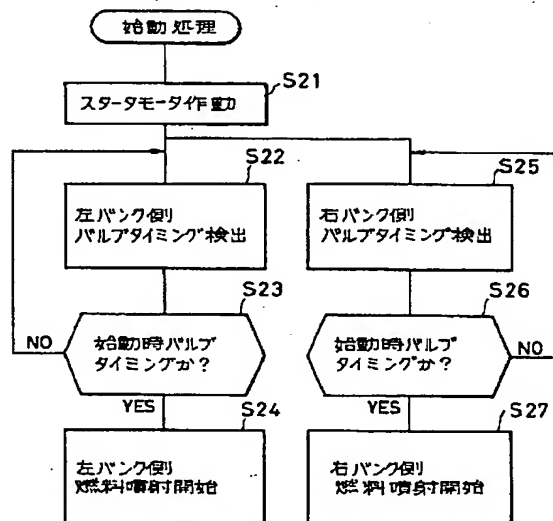 始動処理
S21
スタータモータ作動
S22
左バンク側
バルブタイミング検出
S23
始動時バルブ
タイミングか?
NO
YES
S24
左バンク側
燃料噴射開始
S25
右バンク側
バルブタイミング検出
S26
始動時バルブ
タイミングか?
NO
YES
S27
右バンク側
燃料噴射開始